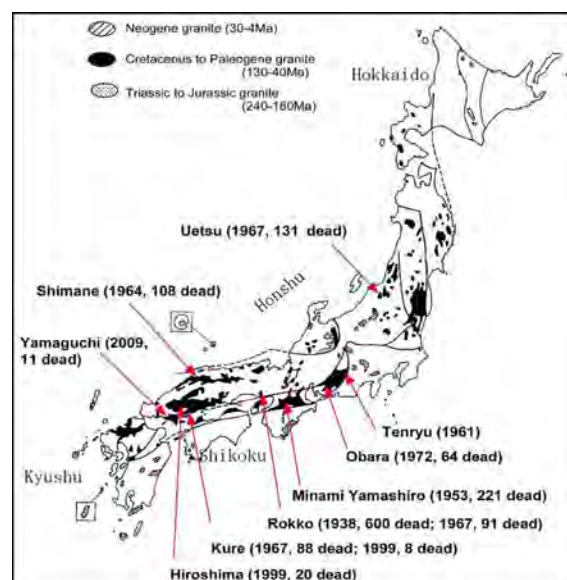 Neogene granite (30-4Ma)
Cretacenus to Paleogene granite
(130-40Ma)
Triassic to Jurassic granite
(240-160Ma)
Hokkaido
Uetsu (1967, 131 dead)
Honshu
Shimane (1964, 108 dead)
Yamaguchi (2009,
11 dead)
Tenryu (1961)
Shikoku
Obara (1972, 64 dead)
Kyushu
Minami Yamashiro (1953, 221 dead)
Rokko (1938, 600 dead; 1967, 91 dead)
Kure (1967, 88 dead; 1999, 8 dead)
Hiroshima (1999, 20 dead)